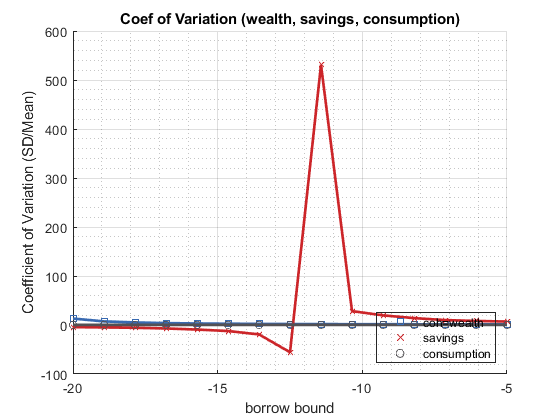 Coef of Variation (wealth, savings, consumption)
600
500
400
300
200
100
0
-100
-20
-15
-10
-5
Coefficient of Variation (SD/Mean)
borrow bound
wealth
savings
consumption